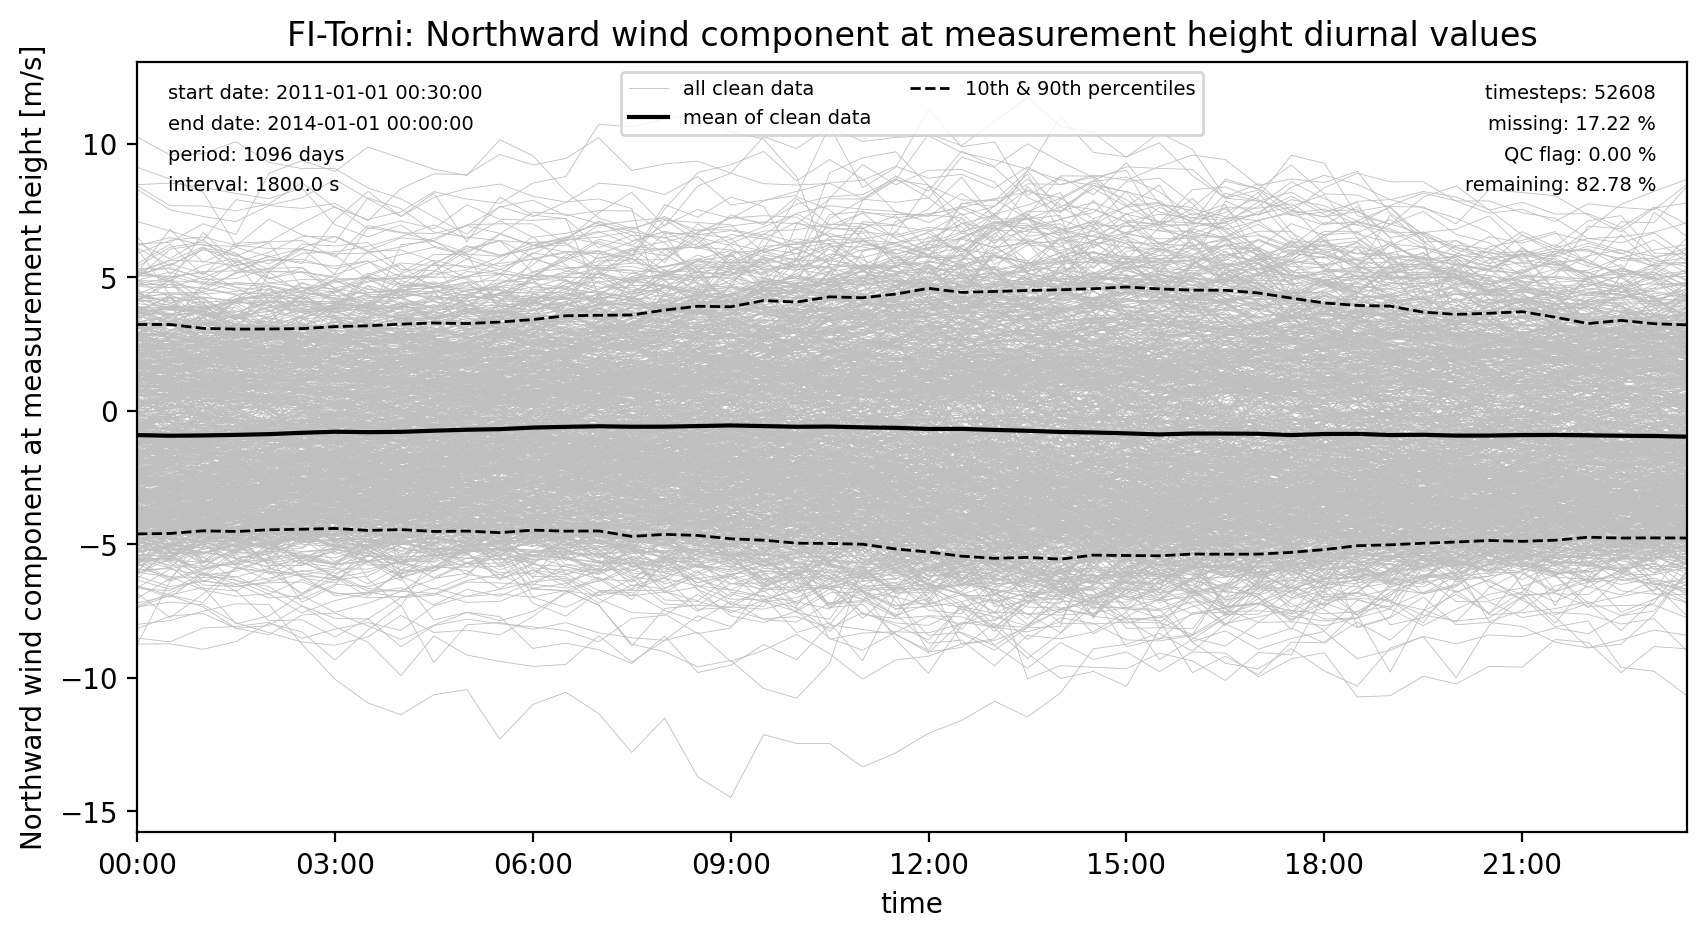 FI-Torni: Northward wind component at measurement height diurnal values
start date: 2011-01-01 00:30:00
end date: 2014-01-01 00:00:00
period: 1096 days
interval: 1800.0 s
all clean data
mean of clean data
10th & 90th percentiles
timesteps: 52608
missing: 17.22 %
QC flag: 0.00 %
remaining: 82.78 %
Northward wind component at measurement height [m/s]
10
5
0
−5
−10
−15
00:00 03:00 06:00 09:00 12:00 15:00 18:00 21:00
time